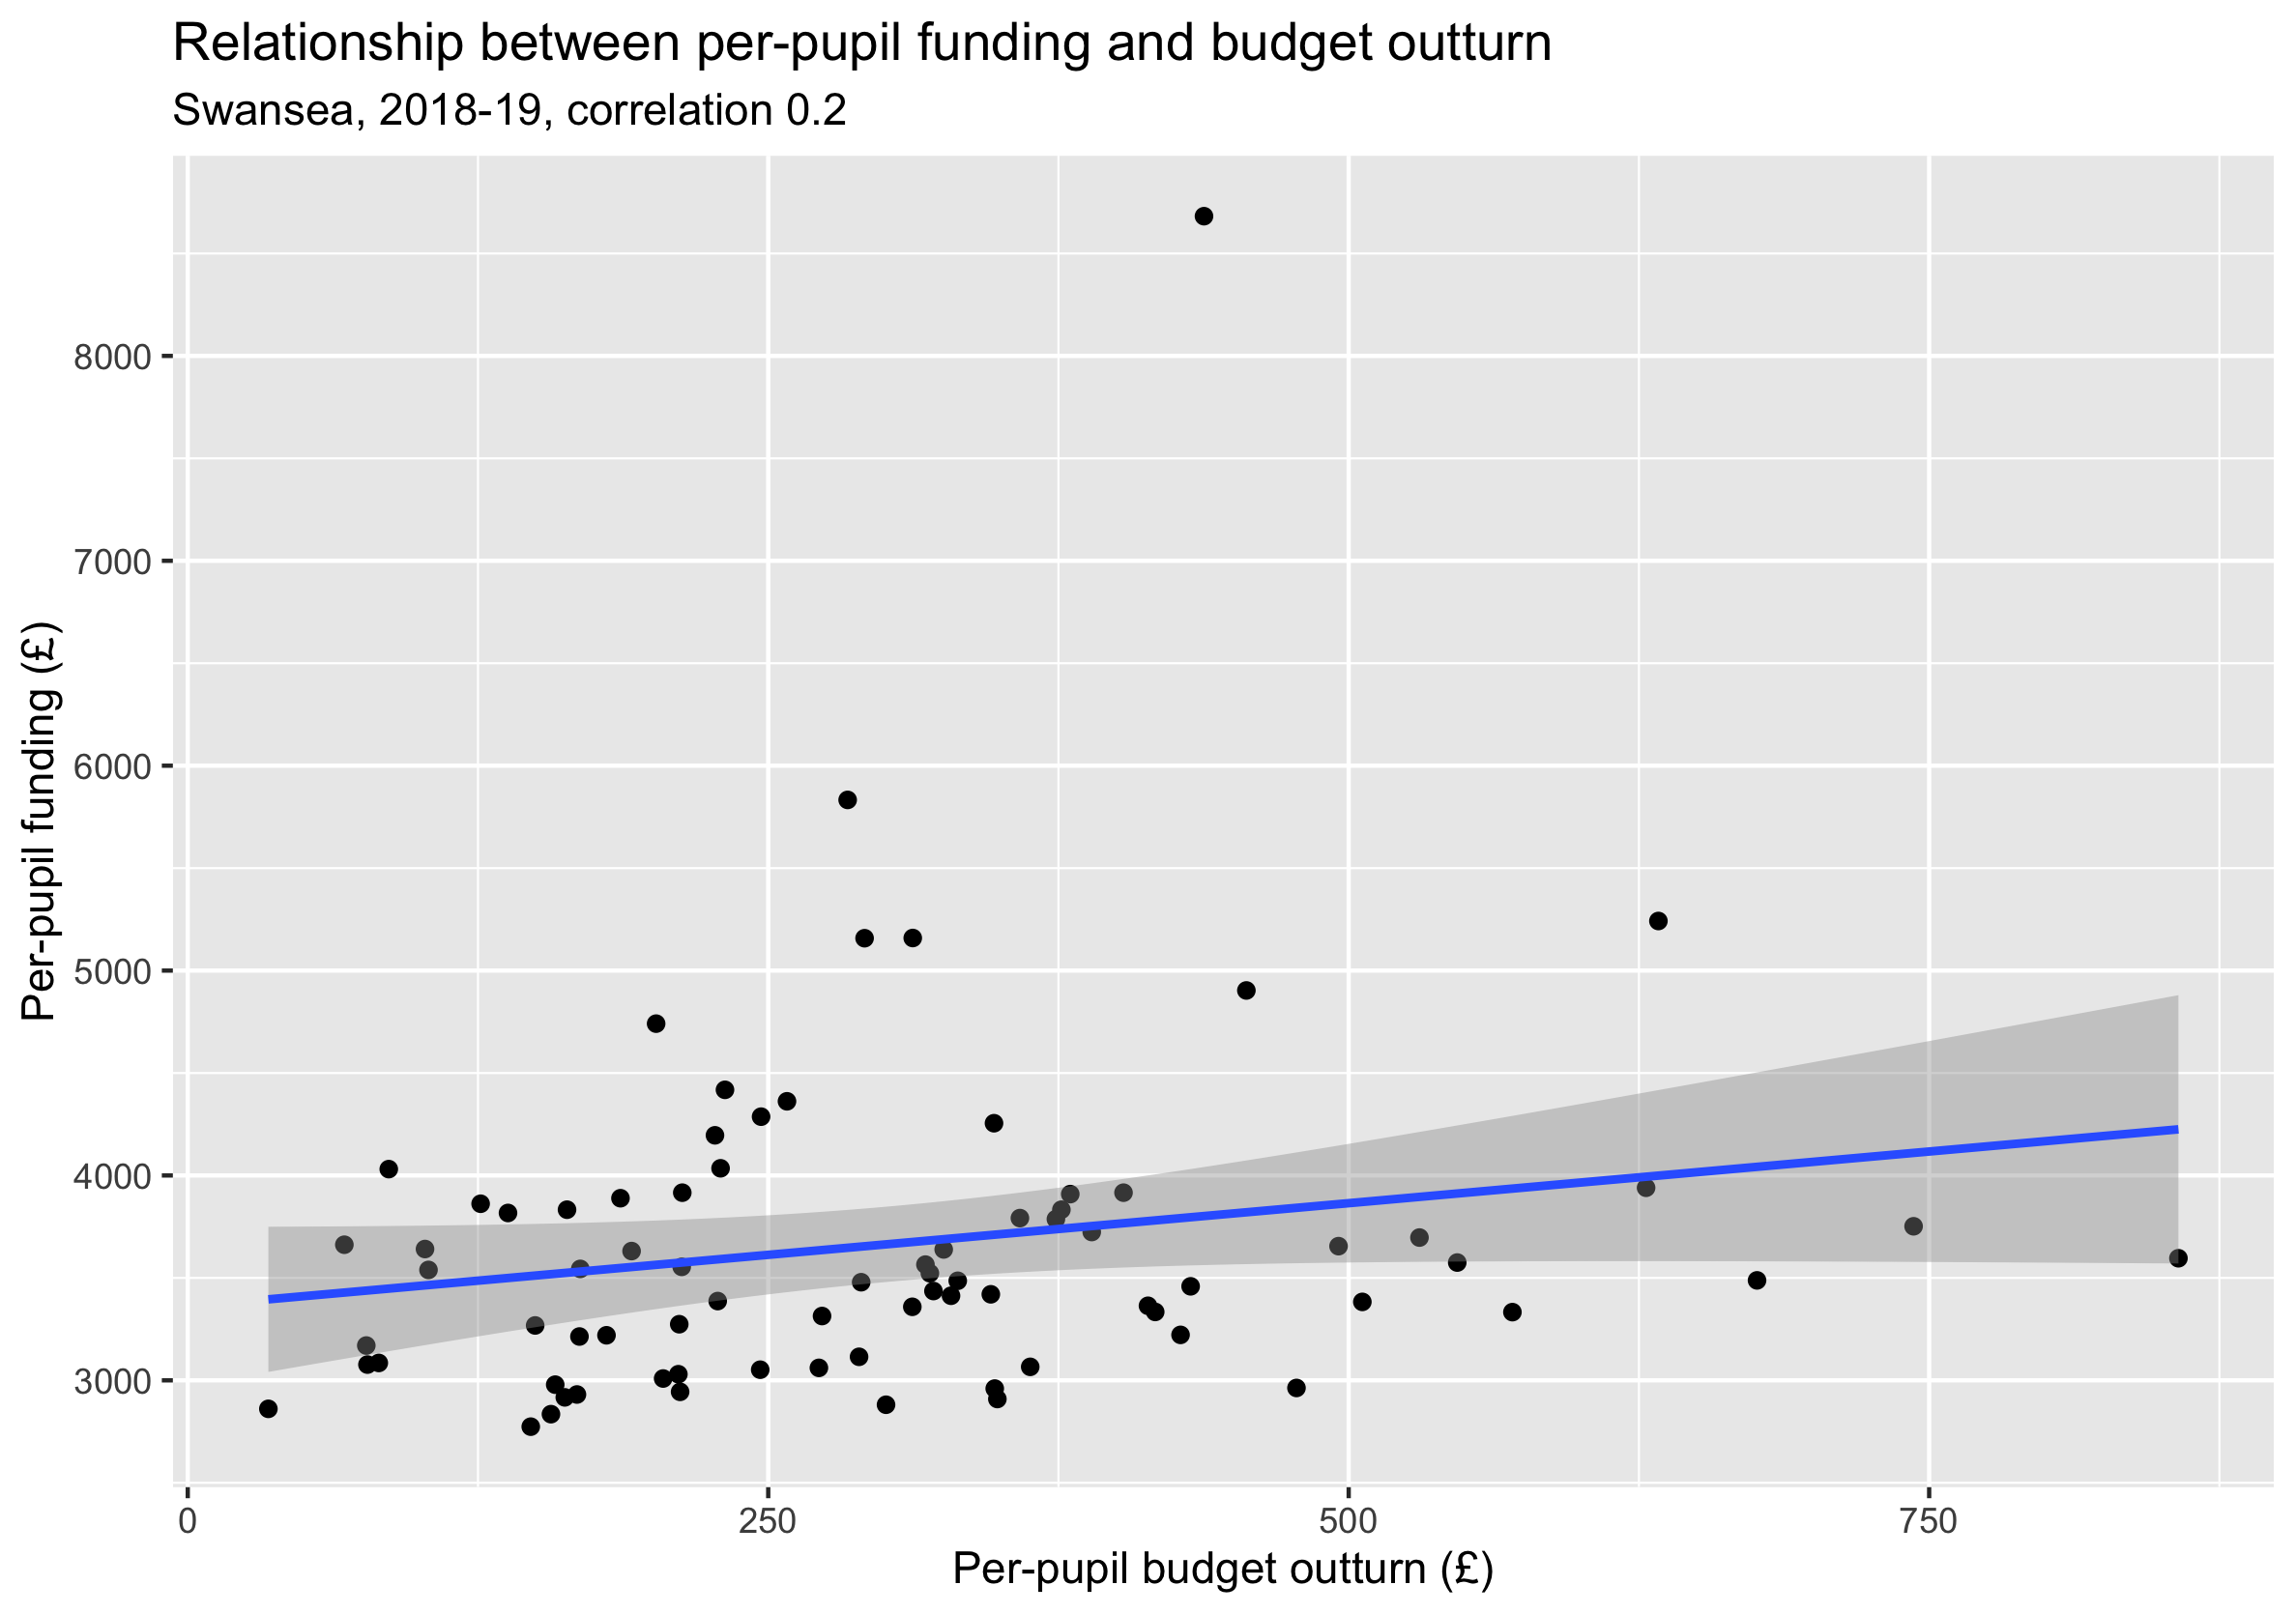 Relationship between per-pupil funding and budget outturn
Swansea, 2018-19, correlation 0.2
Per-pupil funding (£)
8000
7000
6000
5000
4000
3000
0
250
500
750
Per-pupil budget outturn (£)